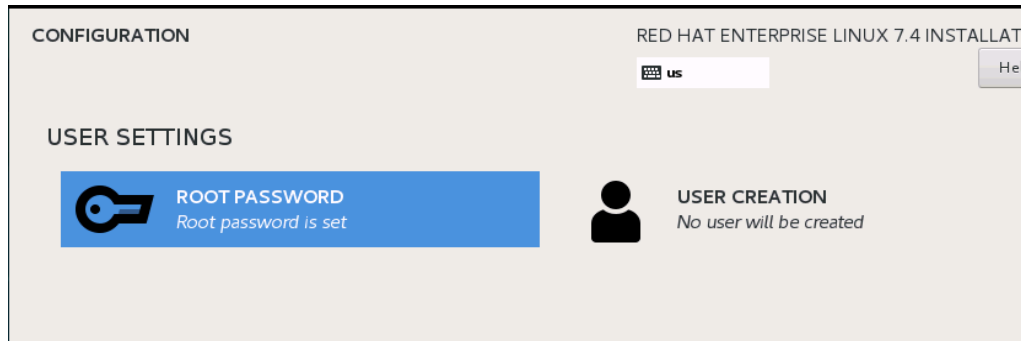 CONFIGURATION
RED HAT ENTERPRISE LINUX 7.4 INSTALLAT
us
He
USER SETTINGS
ROOT PASSWORD
Root password is set
USER CREATION
No user will be created